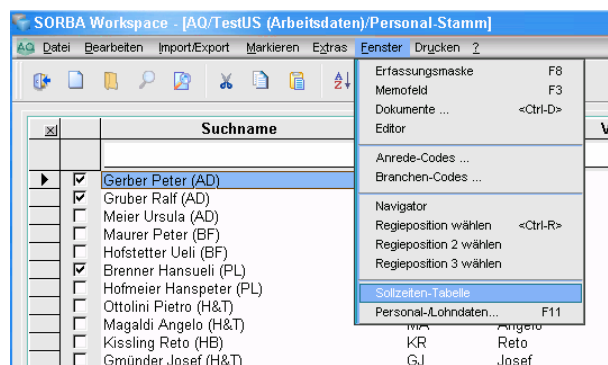 SORBA Workspace - [AQ/TestUS (Arbeitsdaten)/Personal-Stamm]
AQ Datei Bearbeiten Import/Export Markieren Extras Fenster Drucken ?
Erfassungsmaske F8
Memofeld F3
Dokumente ... <Ctrl-D>
Editor
Anrede-Codes ...
Branchen-Codes ...
Navigator
Regieposition wählen <Ctrl-R>
Regieposition 2 wählen
Regieposition 3 wählen
Sollzeiten-Tabelle
Personal-/Lohndaten... F11
Suchname V
Gerber Peter (AD)
Gruber Ralf (AD)
Meier Ursula (AD)
Maurer Peter (BF)
Hofstetter Ueli (BF)
Brenner Hansueli (PL)
Hofmeier Hanspeter (PL)
Ottolini Pietro (H&T)
Magaldi Angelo (H&T) MA Angelo
Kissling Reto (HB) KR Reto
Gmünder Josef (H&T) GJ Josef